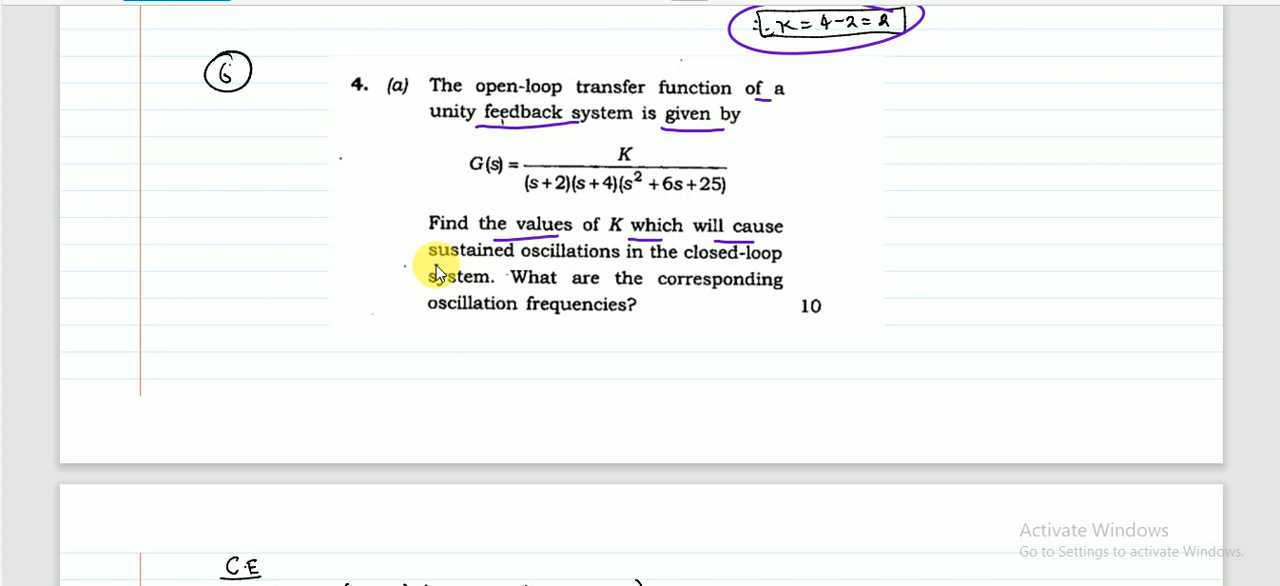 ∴ K = 4-2 = 2
6
4. (a) The open-loop transfer function of a
unity feedback system is given by
G(s) = K / (s+2)(s+4)(s² +6s+25)
Find the values of K which will cause
sustained oscillations in the closed-loop
system. What are the corresponding
oscillation frequencies? 10
Activate Windows
Go to Settings to activate Windows.
C.E